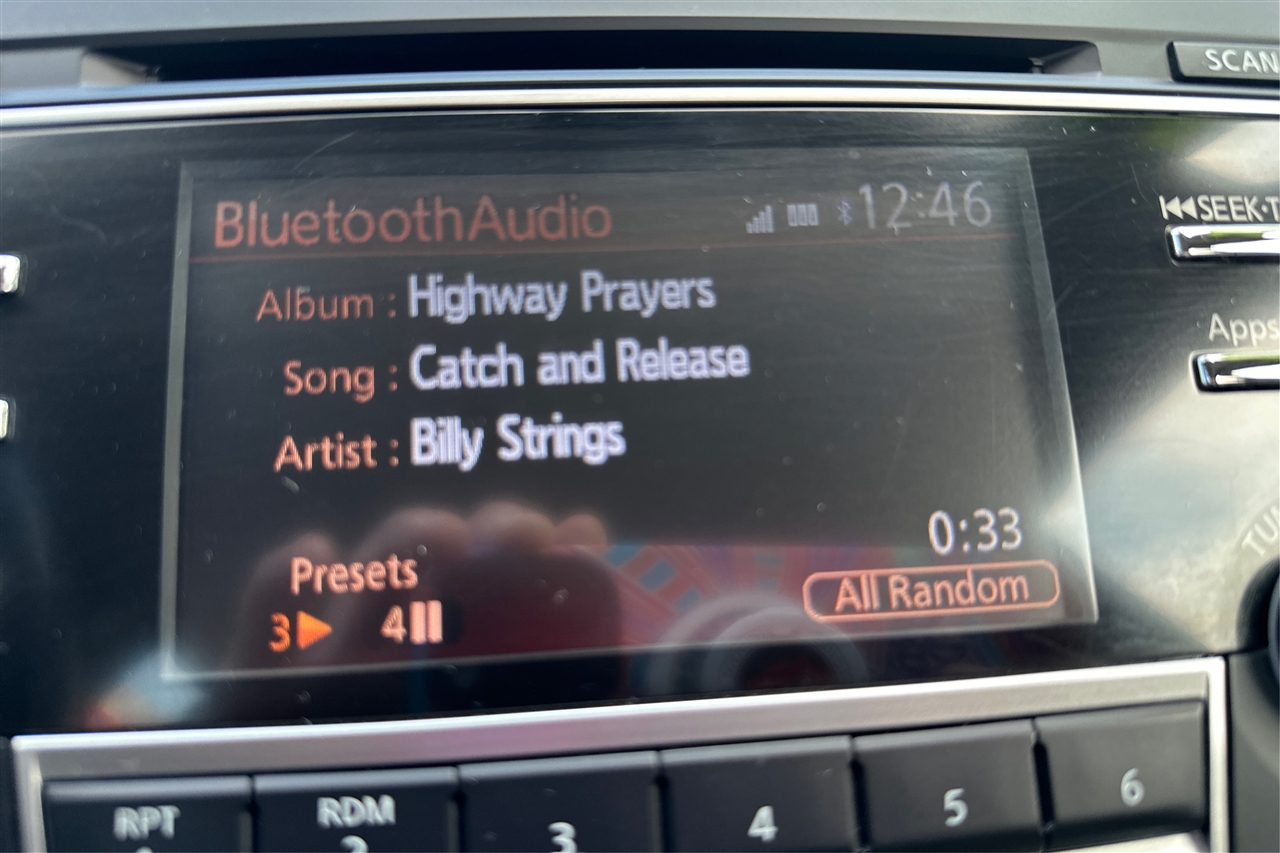 SCAN
BluetoothAudio 12:46
SEEK·T
Album : Highway Prayers
Apps
Song : Catch and Release
Artist : Billy Strings
0:33
TU
Presets
All Random
3 4
RPT RDM 3 4 5 6